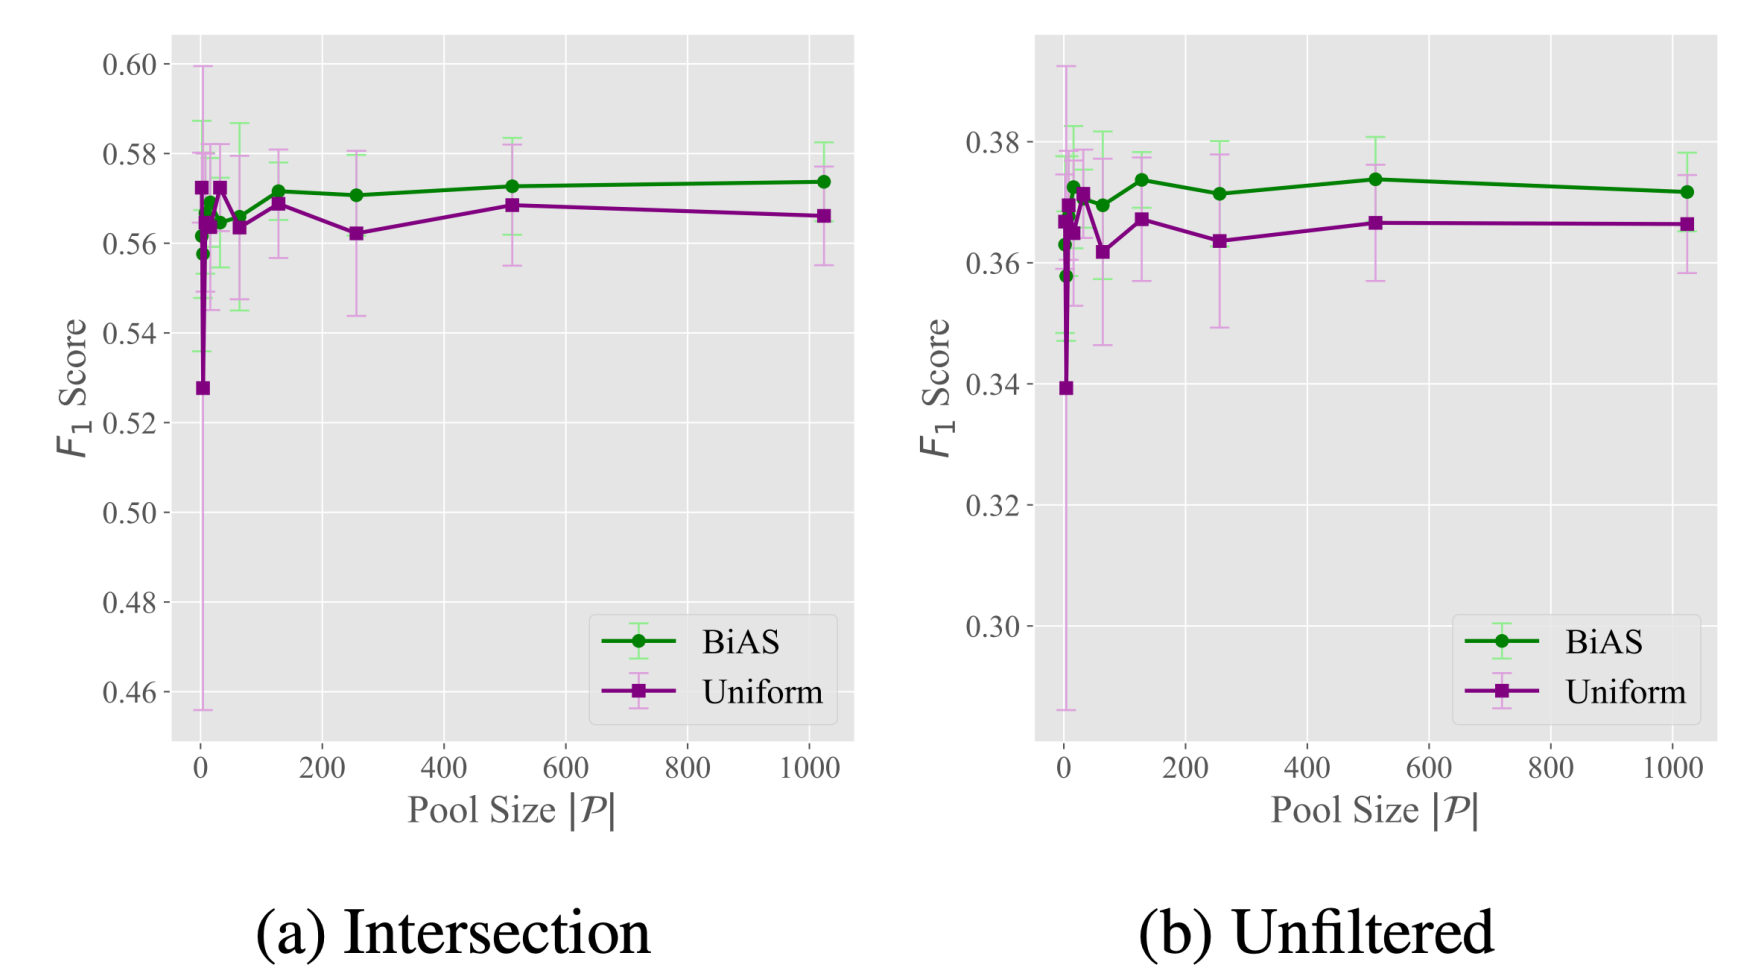 0.60
0.58
0.56
0.54
0.52
0.50
0.48
0.46
F₁ Score
0 200 400 600 800 1000
Pool Size |𝒫|
BiAS
Uniform
(a) Intersection
0.38
0.36
0.34
0.32
0.30
F₁ Score
0 200 400 600 800 1000
Pool Size |𝒫|
BiAS
Uniform
(b) Unfiltered